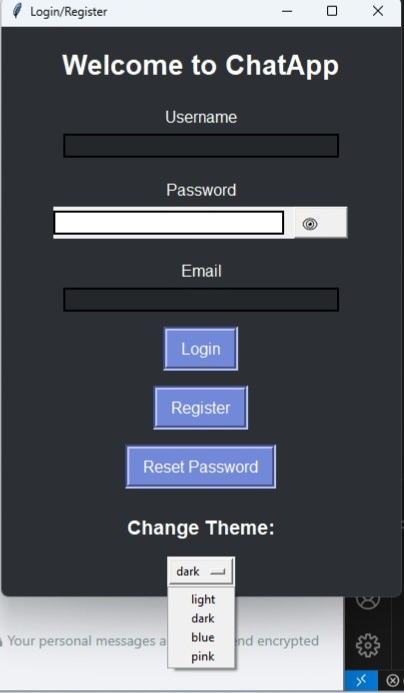 Login/Register
Welcome to ChatApp
Username
Password
Email
Login
Register
Reset Password
Change Theme:
dark
light
dark
blue
pink
Your personal messages a
end encrypted